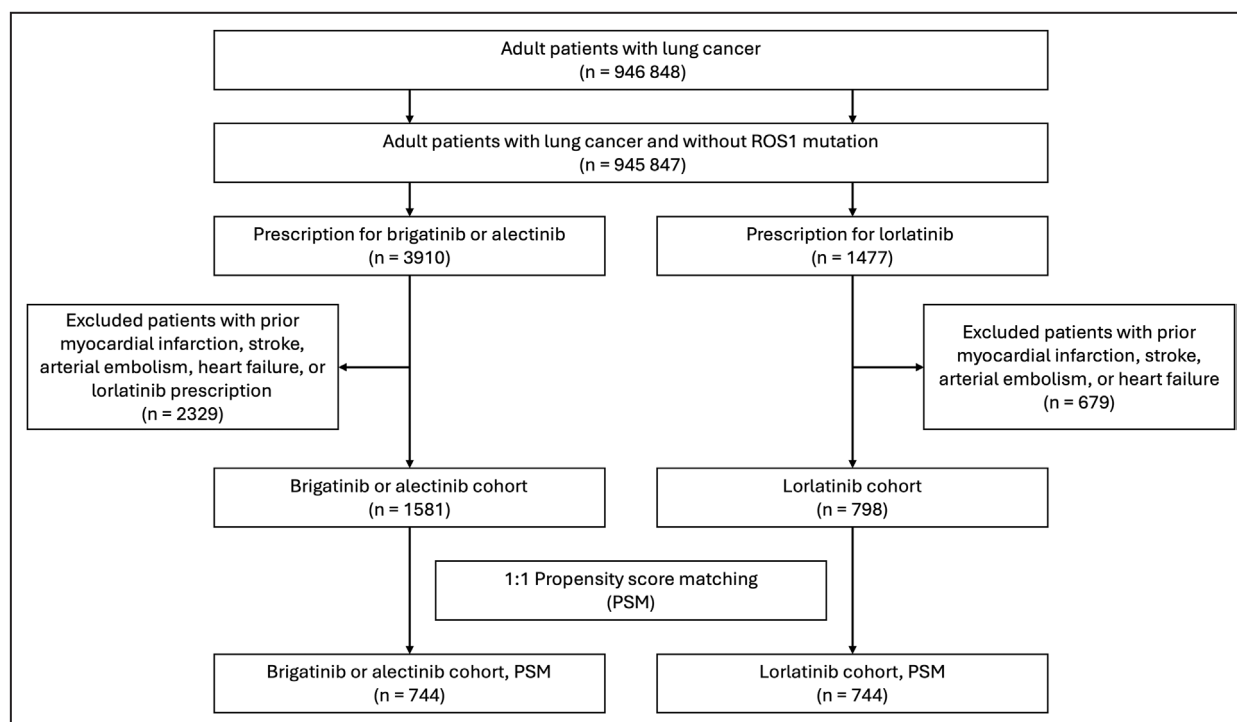 Adult patients with lung cancer
(n = 946 848)
Adult patients with lung cancer and without ROS1 mutation
(n = 945 847)
Prescription for brigatinib or alectinib
(n = 3910)
Prescription for lorlatinib
(n = 1477)
Excluded patients with prior
myocardial infarction, stroke,
arterial embolism, heart failure, or
lorlatinib prescription
(n = 2329)
Excluded patients with prior
myocardial infarction, stroke,
arterial embolism, or heart failure
(n = 679)
Brigatinib or alectinib cohort
(n = 1581)
Lorlatinib cohort
(n = 798)
1:1 Propensity score matching
(PSM)
Brigatinib or alectinib cohort, PSM
(n = 744)
Lorlatinib cohort, PSM
(n = 744)